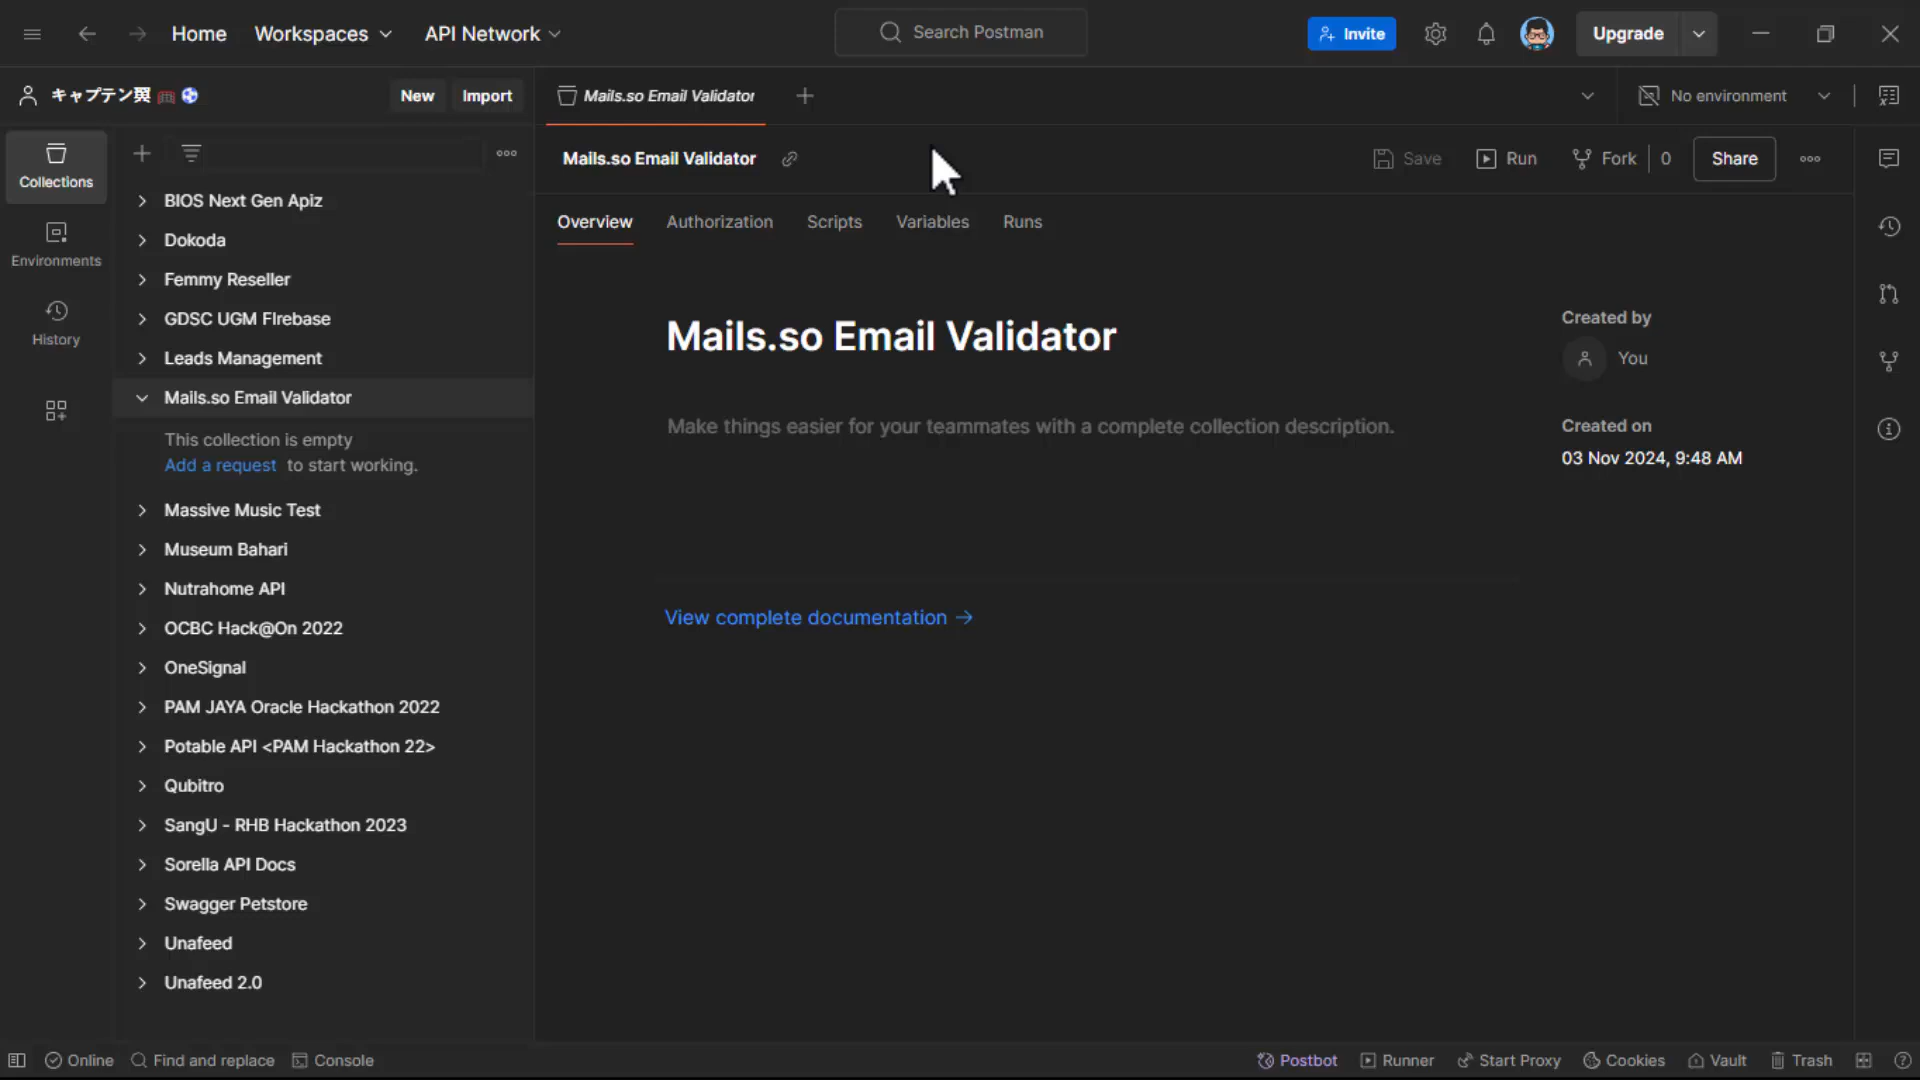 Home
Workspaces
API Network
Search Postman
Invite
Upgrade
キャプテン翼
New
Import
Mails.so Email Validator
No environment
Collections
Environments
History
BIOS Next Gen Apiz
Dokoda
Femmy Reseller
GDSC UGM FIrebase
Leads Management
Mails.so Email Validator
This collection is empty
Add a request to start working.
Massive Music Test
Museum Bahari
Nutrahome API
OCBC Hack@On 2022
OneSignal
PAM JAYA Oracle Hackathon 2022
Potable API <PAM Hackathon 22>
Qubitro
SangU - RHB Hackathon 2023
Sorella API Docs
Swagger Petstore
Unafeed
Unafeed 2.0
Mails.so Email Validator
Save
Run
Fork
0
Share
Overview
Authorization
Scripts
Variables
Runs
Mails.so Email Validator
Make things easier for your teammates with a complete collection description.
View complete documentation →
Created by
You
Created on
03 Nov 2024, 9:48 AM
Online
Find and replace
Console
Postbot
Runner
Start Proxy
Cookies
Vault
Trash